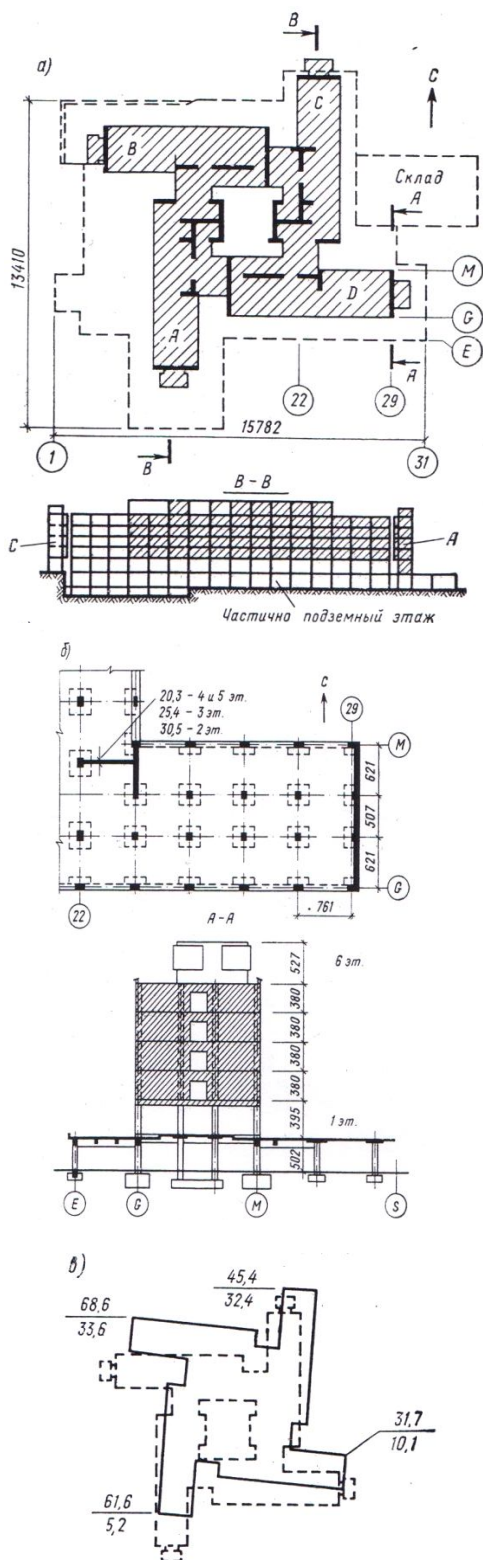 а)
В
С
С
В
Склад
А
13410
М
D
G
А
22
29
Е
А
15782
1
В
31
В – В
С
А
Частично подземный этаж
б)
20,3 – 4 и 5 эт.
25,4 – 3 эт.
30,5 – 2 эт.
С
29
М
621
507
621
22
761
G
А–А
527
6 эт.
380
380
380
380
395
1 эт.
502
Е
G
М
S
в)
45,4
32,4
68,6
33,6
31,7
10,1
61,6
5,2